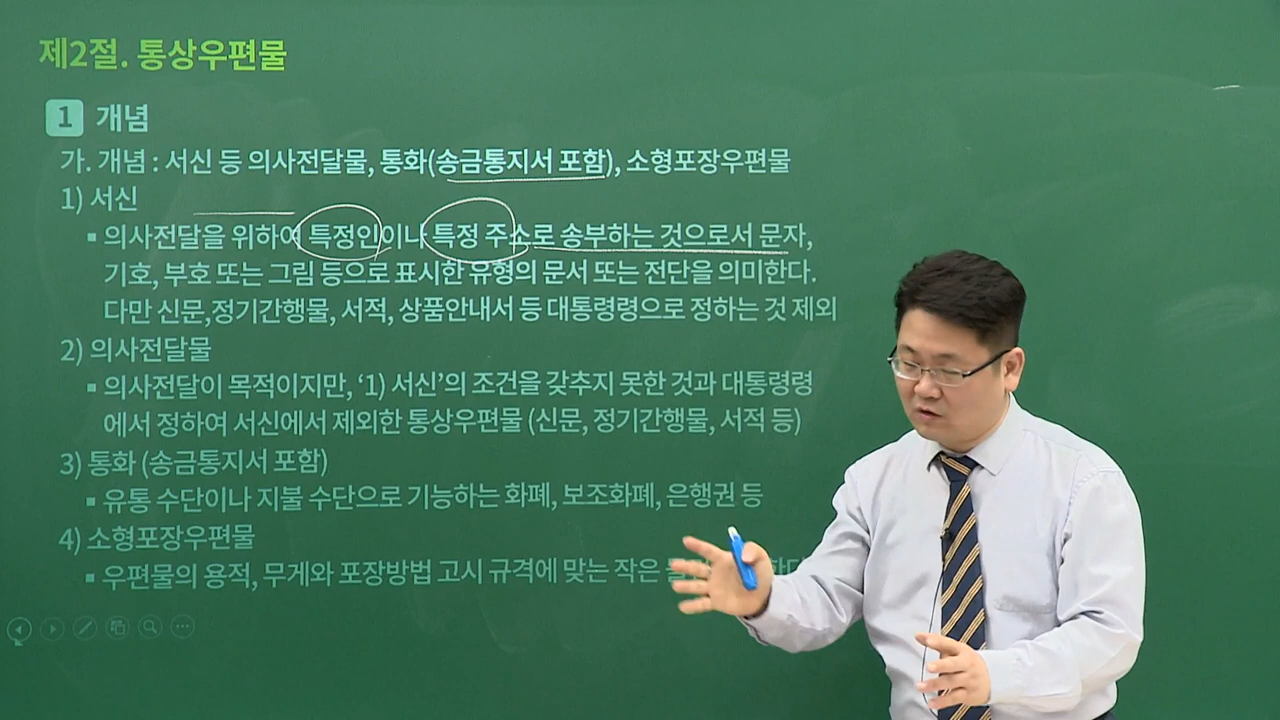 제2절. 통상우편물
1 개념
가. 개념 : 서신 등 의사전달물, 통화(송금통지서 포함), 소형포장우편물
1) 서신
▪ 의사전달을 위하여 특정인이나 특정 주소로 송부하는 것으로서 문자,
기호, 부호 또는 그림 등으로 표시한 유형의 문서 또는 전단을 의미한다.
다만 신문,정기간행물, 서적, 상품안내서 등 대통령령으로 정하는 것 제외
2) 의사전달물
▪ 의사전달이 목적이지만, ‘1) 서신’의 조건을 갖추지 못한 것과 대통령령
에서 정하여 서신에서 제외한 통상우편물 (신문, 정기간행물, 서적 등)
3) 통화 (송금통지서 포함)
▪ 유통 수단이나 지불 수단으로 기능하는 화폐, 보조화폐, 은행권 등
4) 소형포장우편물
▪ 우편물의 용적, 무게와 포장방법 고시 규격에 맞는 작은